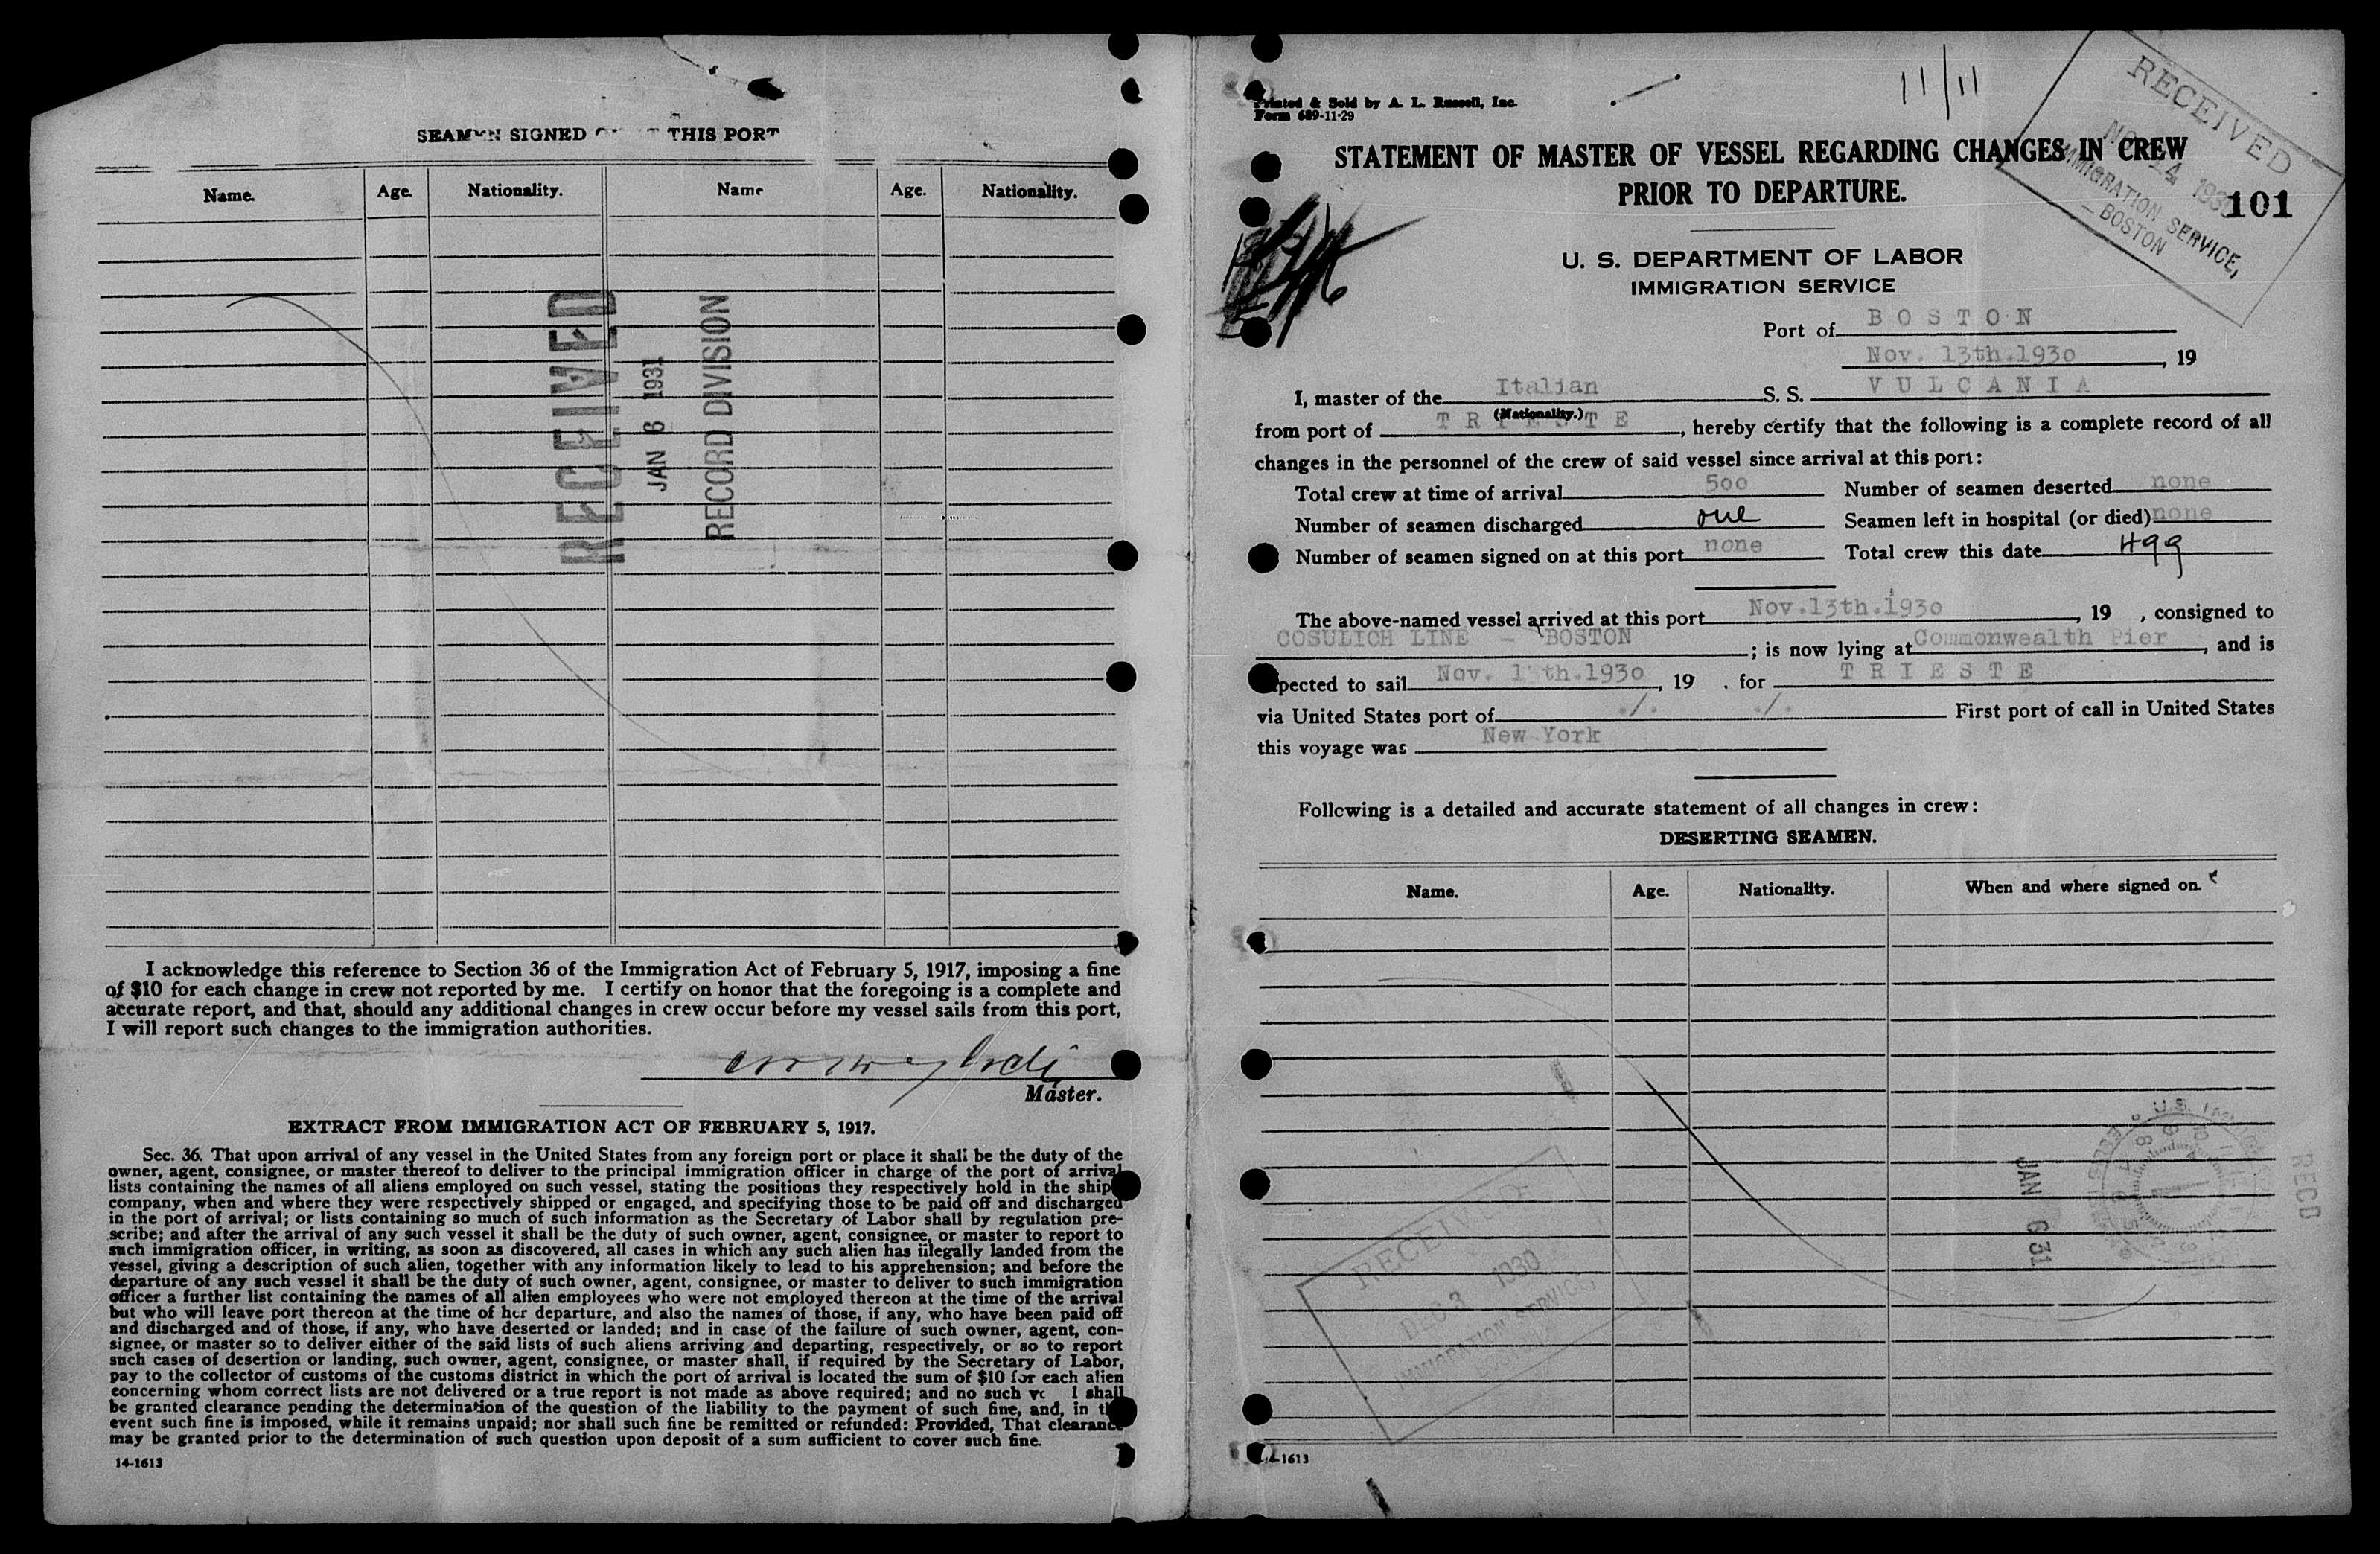 SEAMEN SIGNED THIS PORT
Name. Age. Nationality. Name Age. Nationality.
RECEIVED
JAN 6 1931
RECORD DIVISION
I acknowledge this reference to Section 36 of the Immigration Act of February 5, 1917, imposing a fine
of $10 for each change in crew not reported by me. I certify on honor that the foregoing is a complete and
accurate report, and that, should any additional changes in crew occur before my vessel sails from this port,
I will report such changes to the immigration authorities.
Master.
EXTRACT FROM IMMIGRATION ACT OF FEBRUARY 5, 1917.
Sec. 36. That upon arrival of any vessel in the United States from any foreign port or place it shall be the duty of the
owner, agent, consignee, or master thereof to deliver to the principal immigration officer in charge of the port of arrival
lists containing the names of all aliens employed on such vessel, stating the positions they respectively hold in the ship
company, when and where they were respectively shipped or engaged, and specifying those to be paid off and discharged
in the port of arrival; or lists containing so much of such information as the Secretary of Labor shall by regulation pre-
scribe; and after the arrival of any such vessel it shall be the duty of such owner, agent, consignee, or master to report to
such immigration officer, in writing, as soon as discovered, all cases in which any such alien has illegally landed from the
vessel, giving a description of such alien, together with any information likely to lead to his apprehension; and before the
departure of any such vessel it shall be the duty of such owner, agent, consignee, or master to deliver to such immigration
officer a further list containing the names of all alien employees who were not employed thereon at the time of the arrival
but who will leave port thereon at the time of her departure, and also the names of those, if any, who have been paid off
and discharged and of those, if any, who have deserted or landed; and in case of the failure of such owner, agent, con-
signee, or master so to deliver either of the said lists of such aliens arriving and departing, respectively, or so to report
such cases of desertion or landing, such owner, agent, consignee, or master shall, if required by the Secretary of Labor,
pay to the collector of customs of the customs district in which the port of arrival is located the sum of $10 for each alien
concerning whom correct lists are not delivered or a true report is not made as above required; and no such shall
be granted clearance pending the determination of the question of the liability to the payment of such fine, and, in the
event such fine is imposed, while it remains unpaid; nor shall such fine be remitted or refunded: Provided, That clearance
may be granted prior to the determination of such question upon deposit of a sum sufficient to cover such fine.
14-1613
Printed & Sold by A. L. Russell, Inc.
Form 689-11-29
11/11
RECEIVED
NOV 14 1930
IMMIGRATION SERVICE,
BOSTON
101
STATEMENT OF MASTER OF VESSEL REGARDING CHANGES IN CREW
PRIOR TO DEPARTURE.
U. S. DEPARTMENT OF LABOR
IMMIGRATION SERVICE
Port of BOSTON
Nov. 13th.1930, 19
I, master of the Italian S. S. VULCANIA
(Nationality.)
from port of TRIESTE, hereby certify that the following is a complete record of all
changes in the personnel of the crew of said vessel since arrival at this port:
Total crew at time of arrival 500 Number of seamen deserted none
Number of seamen discharged one Seamen left in hospital (or died) none
Number of seamen signed on at this port none Total crew this date 499
The above-named vessel arrived at this port Nov.13th.1930, 19 , consigned to
COSULICH LINE - BOSTON ; is now lying at Commonwealth Pier, and is
expected to sail Nov. 1 th.1930, 19 . for TRIESTE
via United States port of ./. ./. First port of call in United States
this voyage was New York
Following is a detailed and accurate statement of all changes in crew:
DESERTING SEAMEN.
Name. Age. Nationality. When and where signed on.
RECEIVED
DEC 3 1930
IMMIGRATION SERVICE,
JAN 6 31
RECD
14-1613